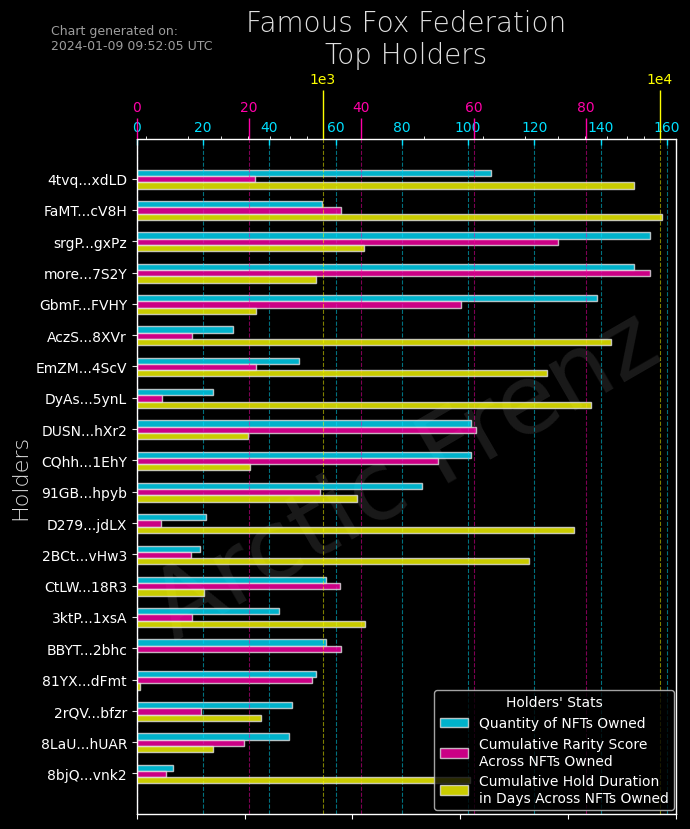 Chart generated on:
2024-01-09 09:52:05 UTC
Famous Fox Federation
Top Holders
1e3 1e4
0 20 40 60 80
0 20 40 60 80 100 120 140 160
Holders
4tvq...xdLD
FaMT...cV8H
srgP...gxPz
more...7S2Y
GbmF...FVHY
AczS...8XVr
EmZM...4ScV
DyAs...5ynL
DUSN...hXr2
CQhh...1EhY
91GB...hpyb
D279...jdLX
2BCt...vHw3
CtLW...18R3
3ktP...1xsA
BBYT...2bhc
81YX...dFmt
2rQV...bfzr
8LaU...hUAR
8bjQ...vnk2
Arctic Frenz
Holders' Stats
Quantity of NFTs Owned
Cumulative Rarity Score
Across NFTs Owned
Cumulative Hold Duration
in Days Across NFTs Owned